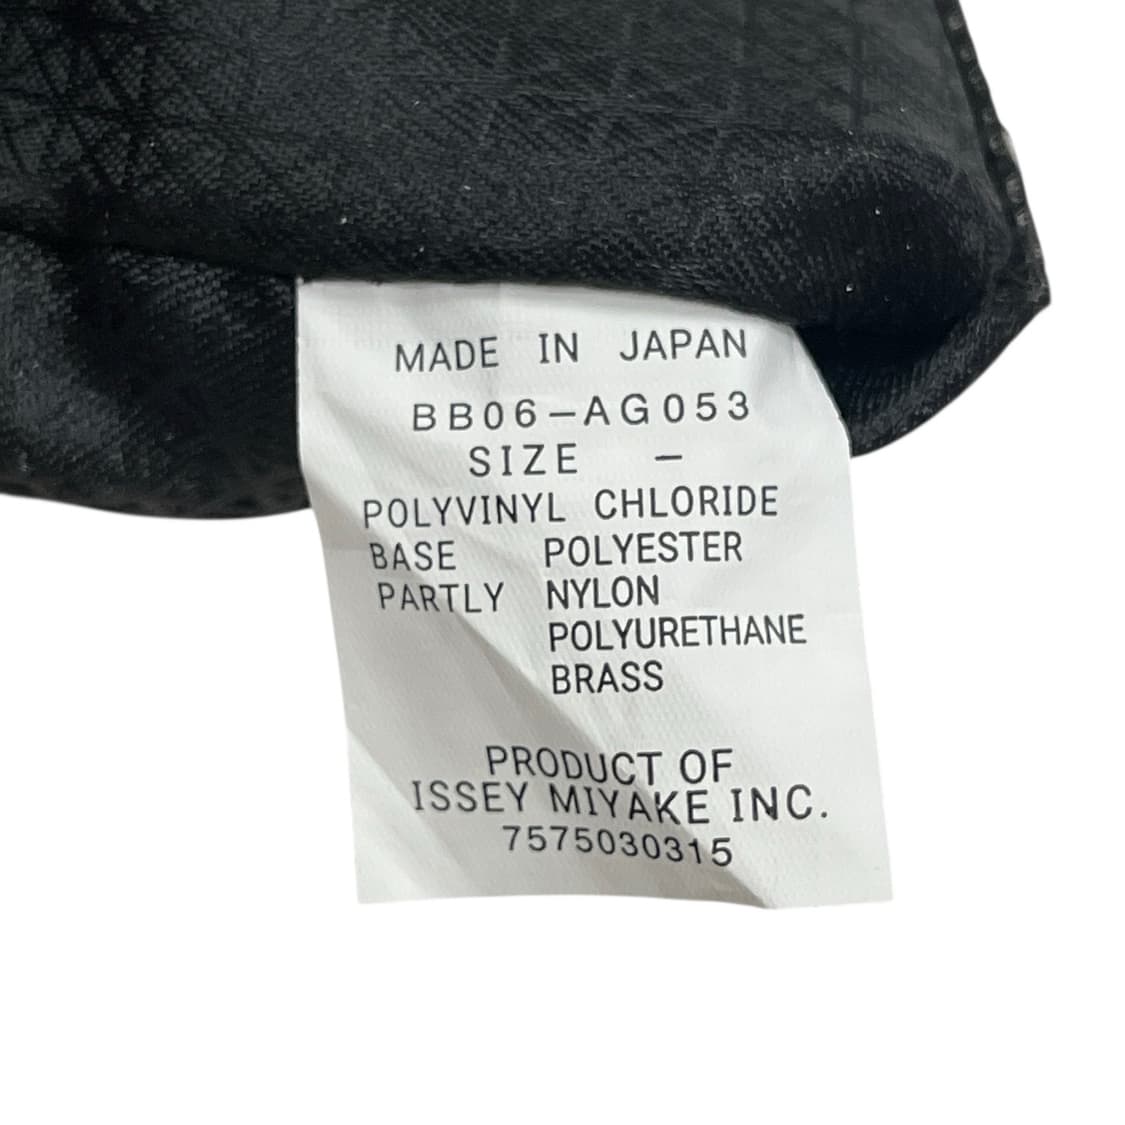 MADE IN JAPAN
BB06-AG053
SIZE -
POLYVINYL CHLORIDE
BASE POLYESTER
PARTLY NYLON
POLYURETHANE
BRASS
PRODUCT OF
ISSEY MIYAKE INC.
7575030315